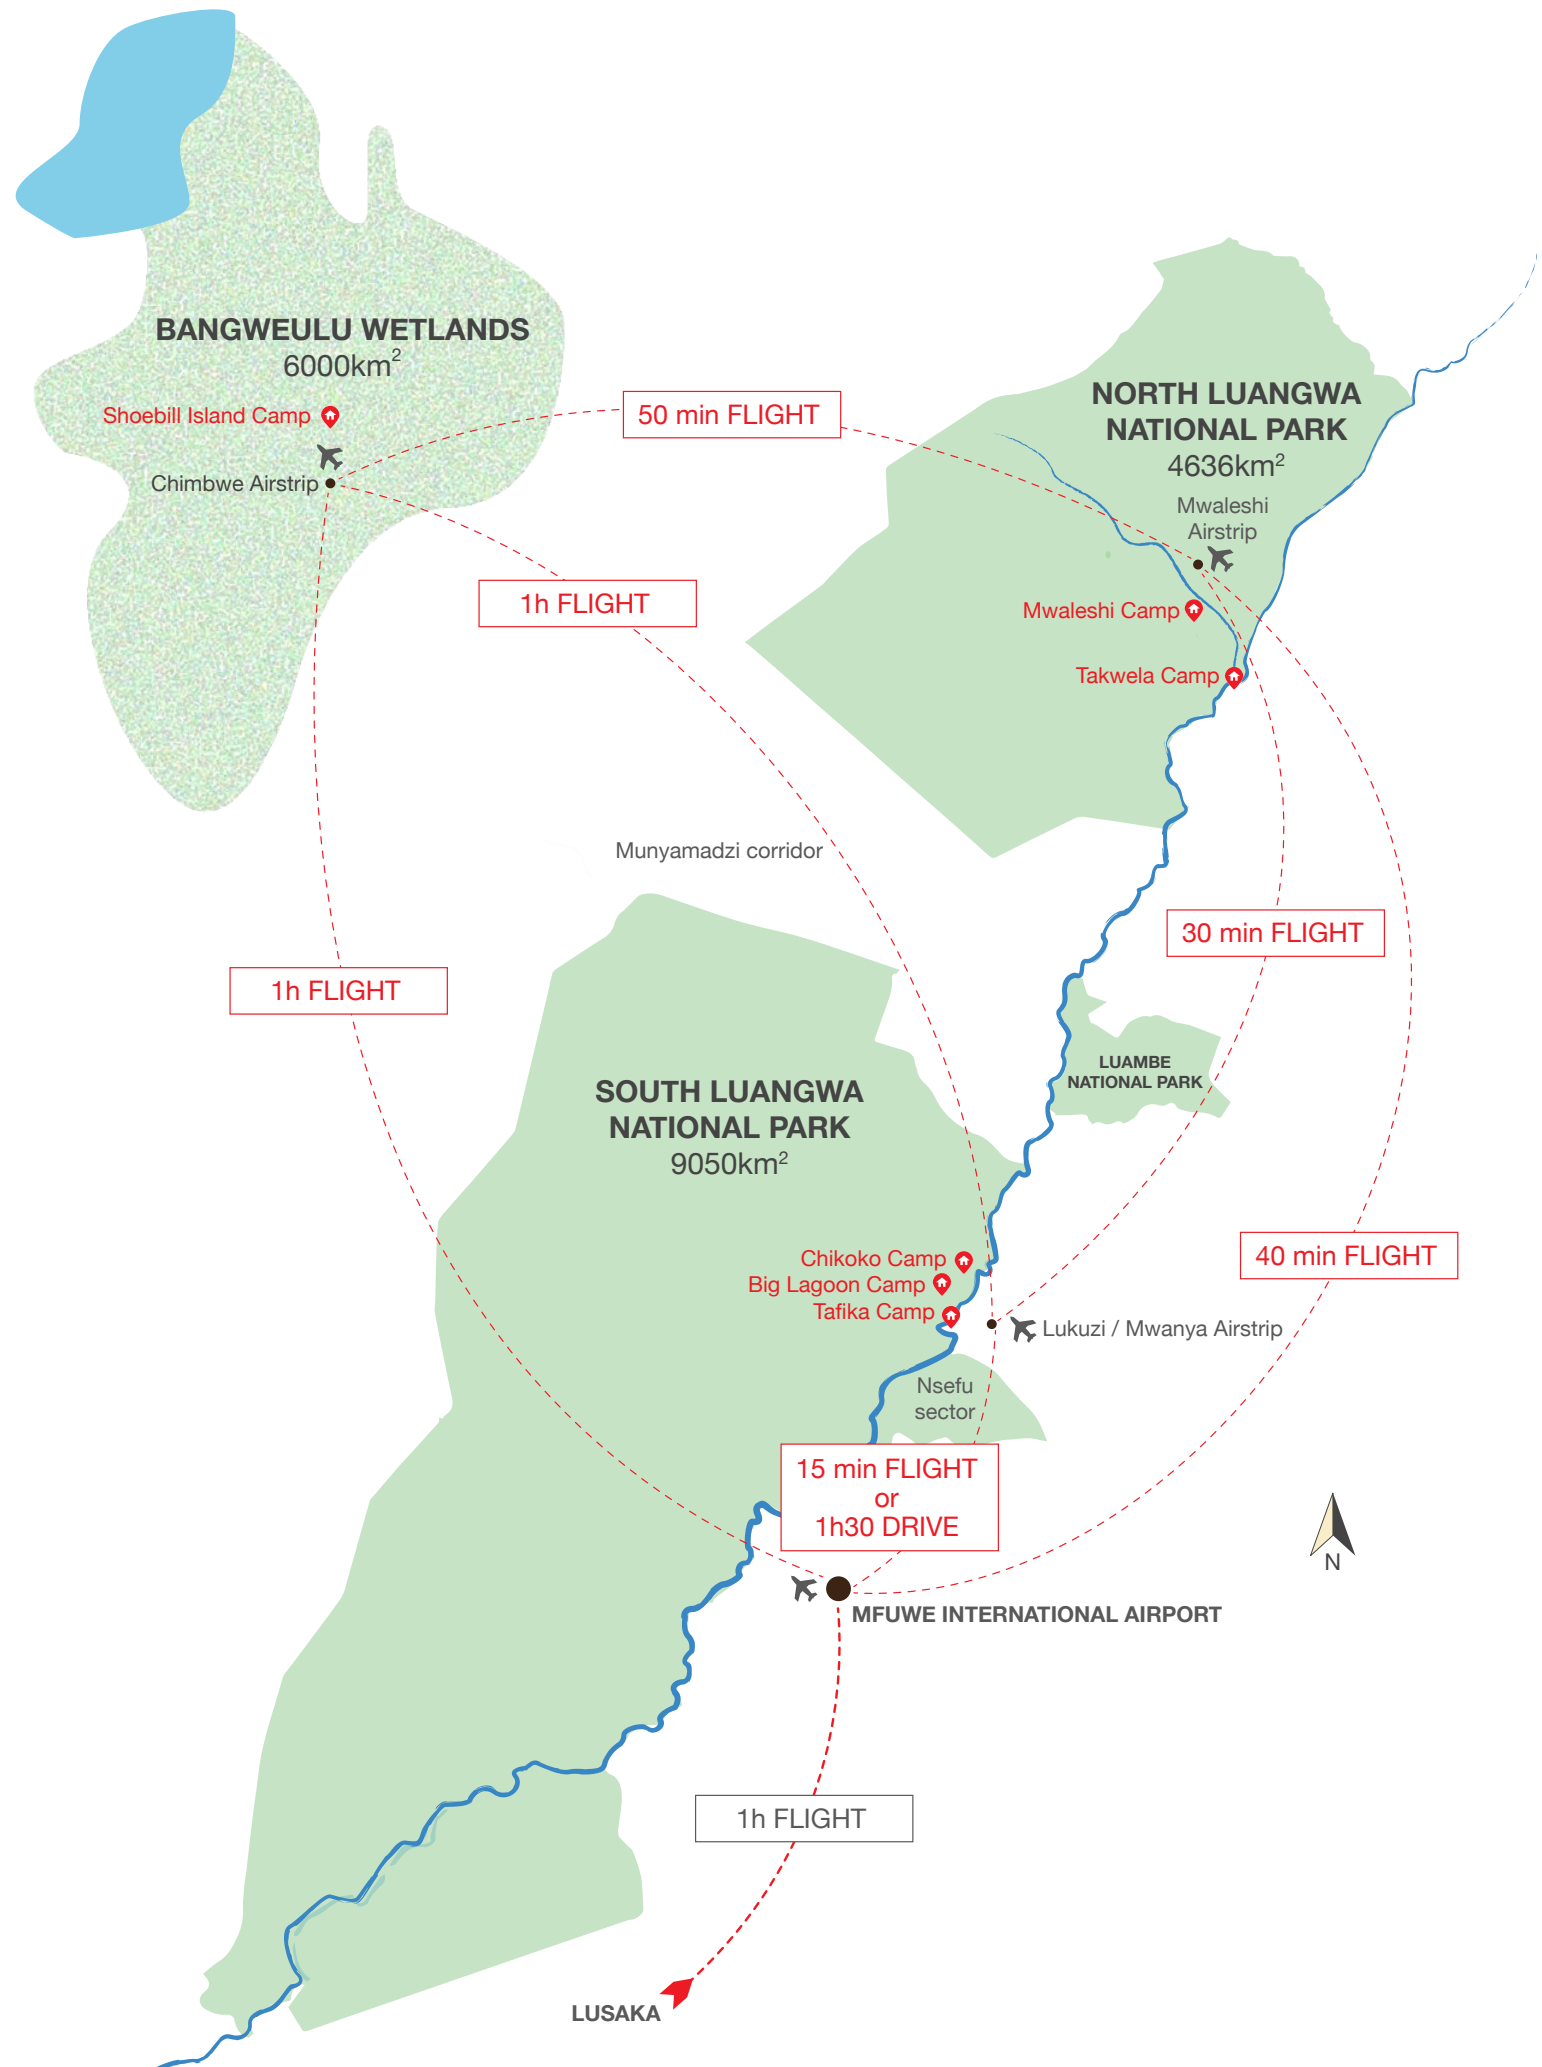 BANGWEULU WETLANDS
6000km²
Shoebill Island Camp
Chimbwe Airstrip
50 min FLIGHT
NORTH LUANGWA
NATIONAL PARK
4636km²
Mwaleshi
Airstrip
1h FLIGHT
Mwaleshi Camp
Takwela Camp
Munyamadzi corridor
30 min FLIGHT
1h FLIGHT
LUAMBE
NATIONAL PARK
SOUTH LUANGWA
NATIONAL PARK
9050km²
Chikoko Camp
Big Lagoon Camp
Tafika Camp
40 min FLIGHT
Lukuzi / Mwanya Airstrip
Nsefu
sector
15 min FLIGHT
or
1h30 DRIVE
N
MFUWE INTERNATIONAL AIRPORT
1h FLIGHT
LUSAKA